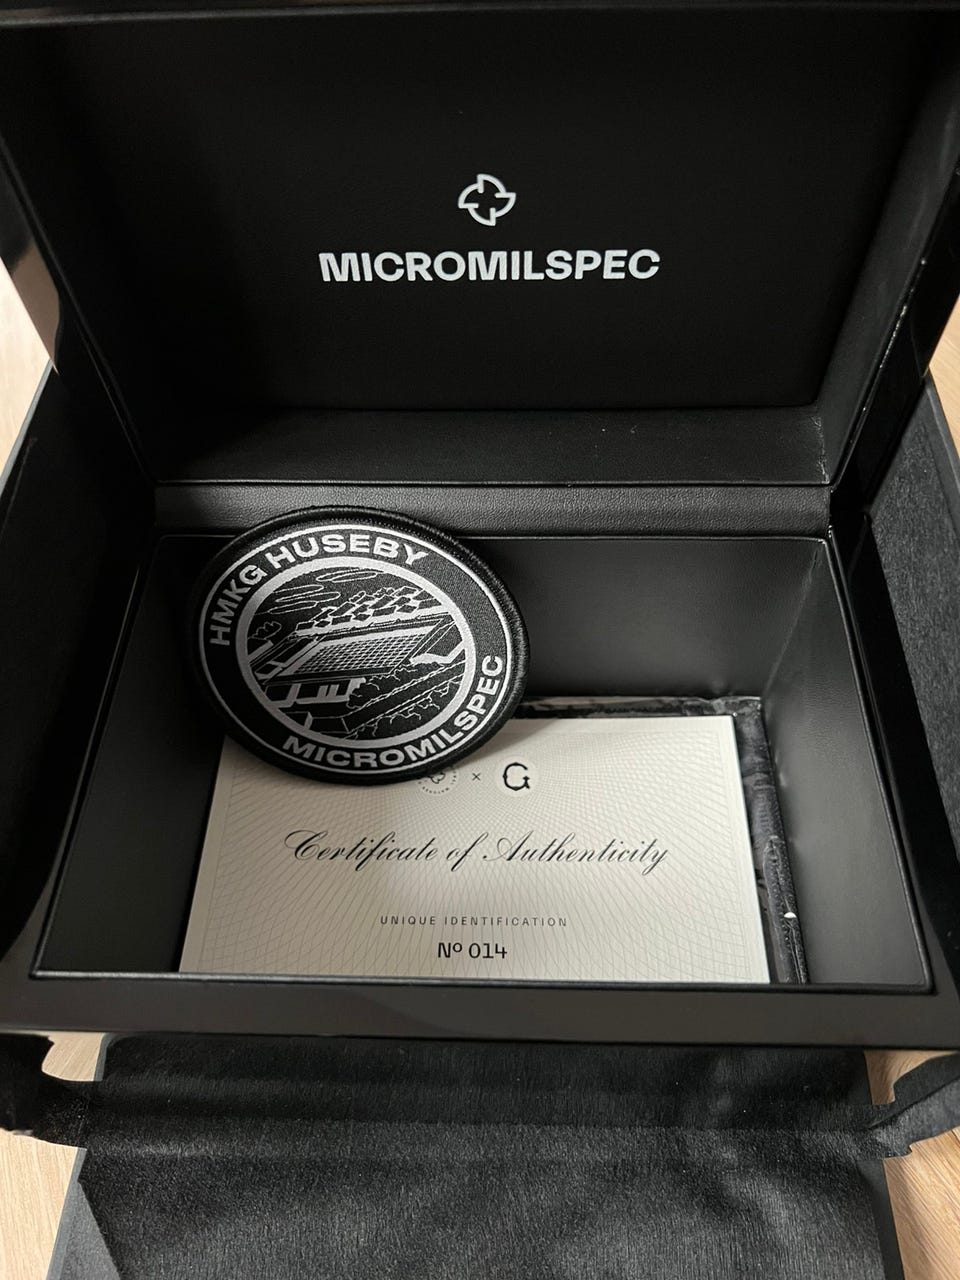 MICROMILSPEC
HMKG HUSEBY
MICROMILSPEC
× G
Certificate of Authenticity
UNIQUE IDENTIFICATION
Nº 014